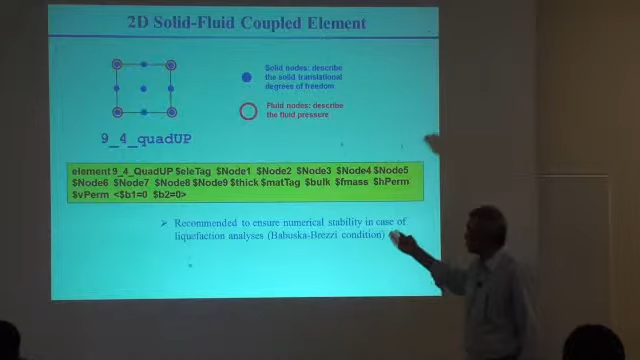 2D Solid-Fluid Coupled Element
Solid nodes: describe
the solid translational
degrees of freedom
Fluid nodes: describe
the fluid pressure
9_4_quadUP
element 9_4_QuadUP $eleTag $Node1 $Node2 $Node3 $Node4 $Node5
$Node6 $Node7 $Node8 $Node9 $thick $matTag $bulk $fmass $hPerm
$vPerm <$b1=0 $b2=0>
Recommended to ensure numerical stability in case of
liquefaction analyses (Babuska-Brezzi condition)